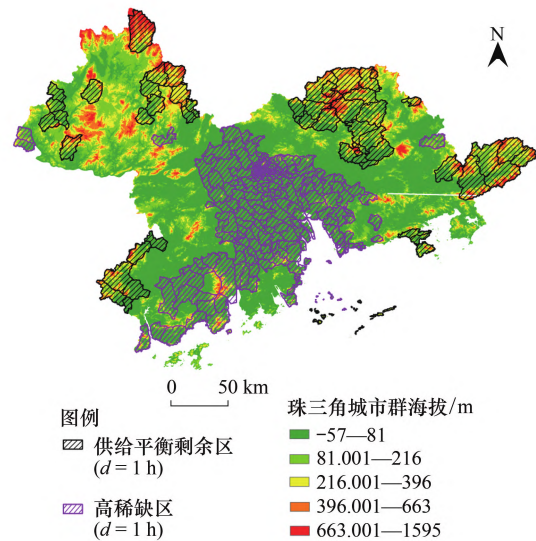 N
0 50 km
图例
供给平衡剩余区
(d = 1 h)
高稀缺区
(d = 1 h)
珠三角城市群海拔/m
−57—81
81.001—216
216.001—396
396.001—663
663.001—1595